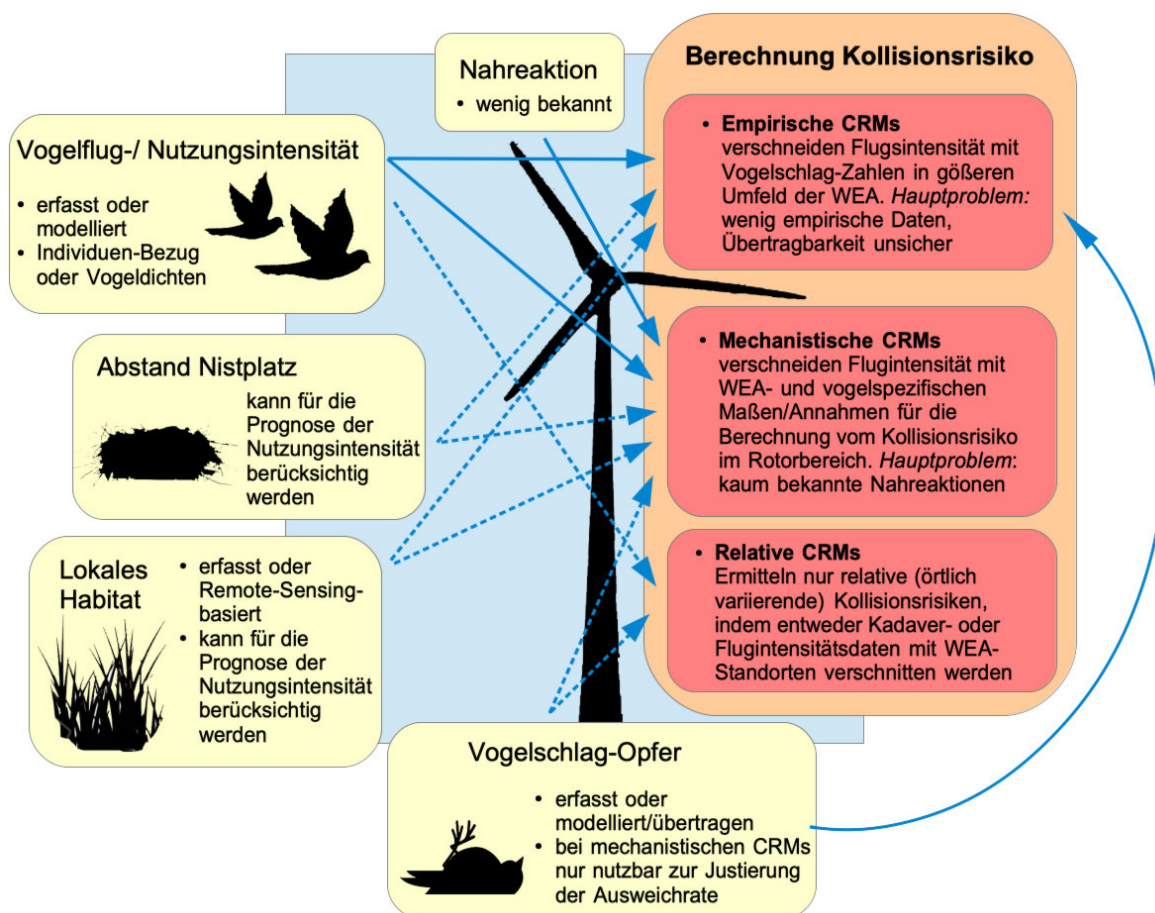 Nahreaktion
• wenig bekannt
Vogelflug-/ Nutzungsintensität
• erfasst oder
modelliert
• Individuen-Bezug
oder Vogeldichten
Abstand Nistplatz
kann für die
Prognose der
Nutzungsintensität
berücksichtig
werden
Lokales
Habitat
• erfasst oder
Remote-Sensing-
basiert
• kann für die
Prognose der
Nutzungsintensität
berücksichtig
werden
Vogelschlag-Opfer
• erfasst oder
modelliert/übertragen
• bei mechanistischen CRMs
nur nutzbar zur Justierung
der Ausweichrate
Berechnung Kollisionsrisiko
• Empirische CRMs
verschneiden Flugsintensität mit
Vogelschlag-Zahlen in gößeren
Umfeld der WEA. Hauptproblem:
wenig empirische Daten,
Übertragbarkeit unsicher
• Mechanistische CRMs
verschneiden Flugintensität mit
WEA- und vogelspezifischen
Maßen/Annahmen für die
Berechnung vom Kollisionsrisiko
im Rotorbereich. Hauptproblem:
kaum bekannte Nahreaktionen
• Relative CRMs
Ermitteln nur relative (örtlich
variierende) Kollisionsrisiken,
indem entweder Kadaver- oder
Flugintensitätsdaten mit WEA-
Standorten verschnitten werden